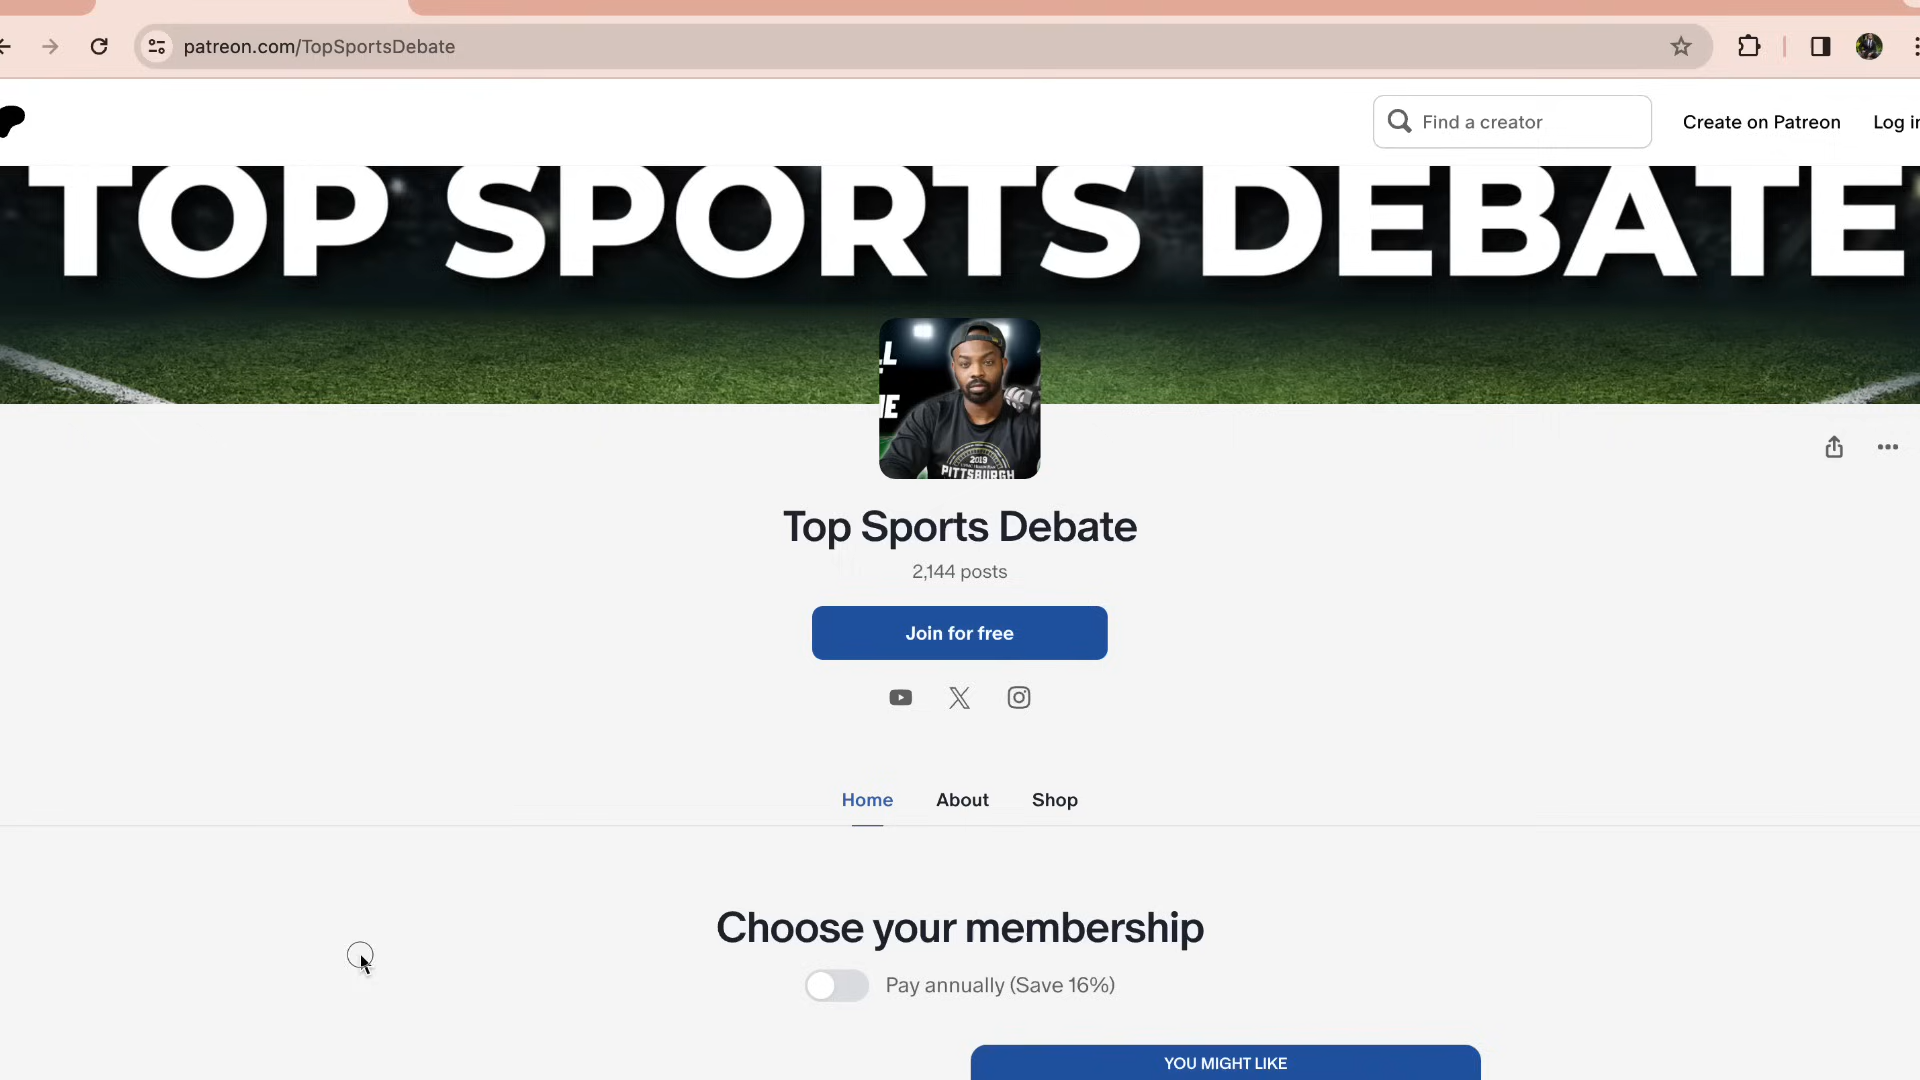 patreon.com/TopSportsDebate
Find a creator
Create on Patreon
Log in
TOP SPORTS DEBATE
2019
PITTSBURGH
Top Sports Debate
2,144 posts
Join for free
Home
About
Shop
Choose your membership
Pay annually (Save 16%)
YOU MIGHT LIKE